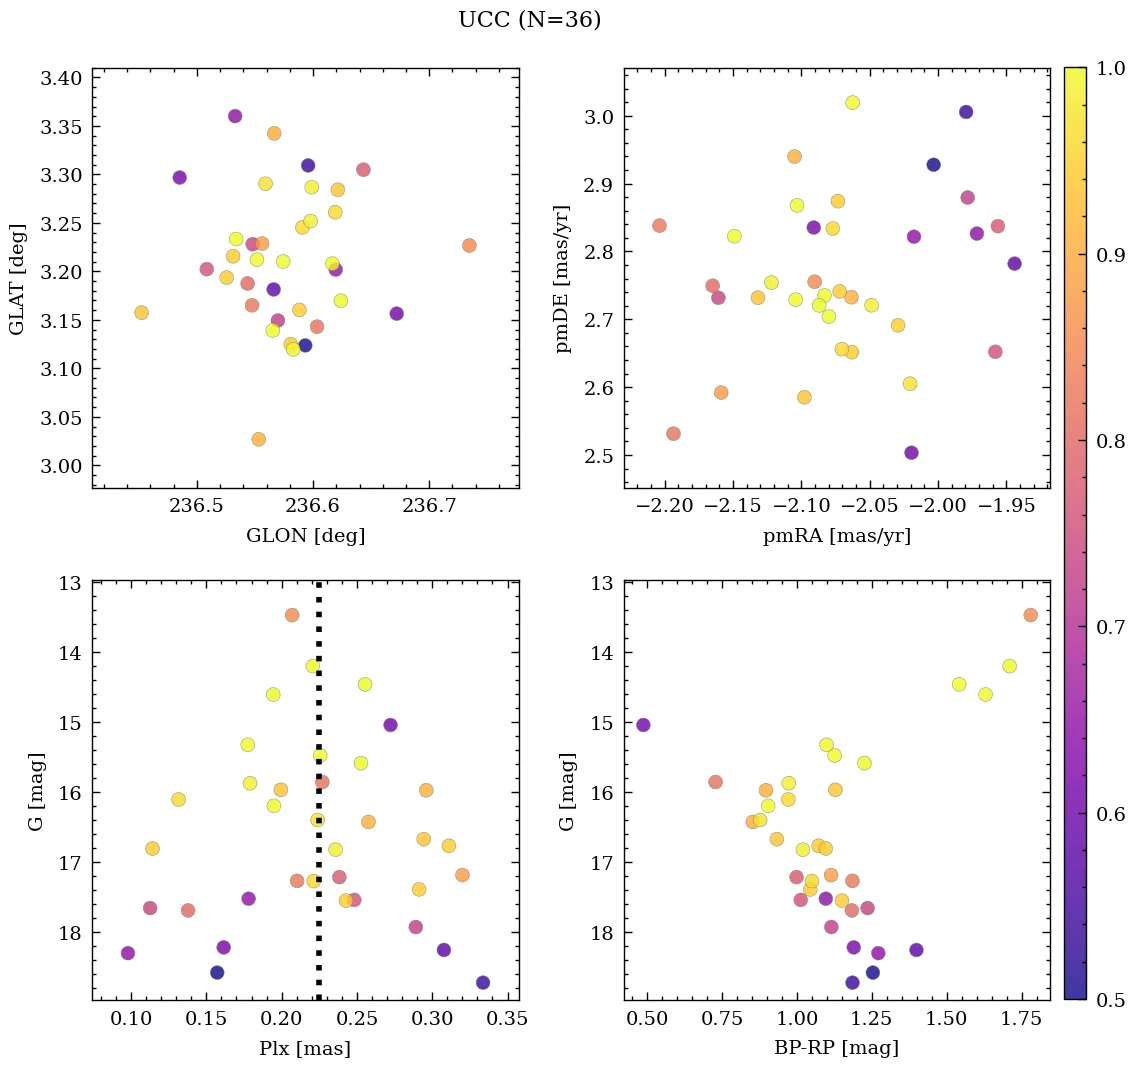 UCC (N=36)
3.40
3.35
3.30
3.25
3.20
3.15
3.10
3.05
3.00
GLAT [deg]
236.5 236.6 236.7
GLON [deg]
3.0
2.9
2.8
2.7
2.6
2.5
pmDE [mas/yr]
−2.20 −2.15 −2.10 −2.05 −2.00 −1.95
pmRA [mas/yr]
1.0
0.9
0.8
0.7
0.6
0.5
13
14
15
16
17
18
G [mag]
0.10 0.15 0.20 0.25 0.30 0.35
Plx [mas]
13
14
15
16
17
18
G [mag]
0.50 0.75 1.00 1.25 1.50 1.75
BP-RP [mag]